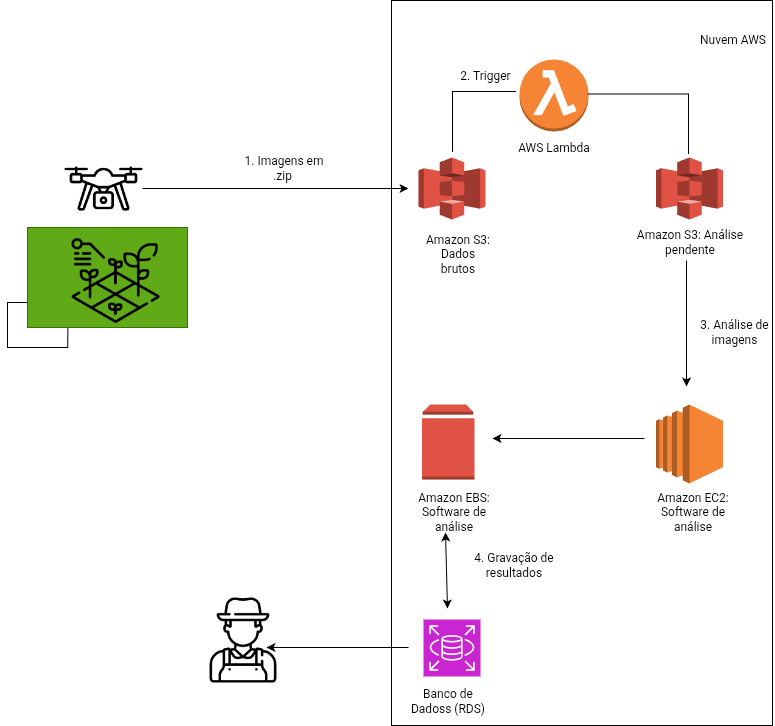 Nuvem AWS
2. Trigger
AWS Lambda
1. Imagens em
.zip
Amazon S3:
Dados
brutos
Amazon S3: Análise
pendente
3. Análise de
imagens
Amazon EBS:
Software de
análise
Amazon EC2:
Software de
análise
4. Gravação de
resultados
Banco de
Dadoss (RDS)